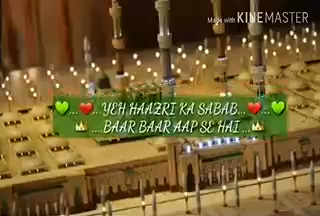 Made with KINEMASTER
💚...❤️...YEH HAAZRI KA SABAB...❤️...💚
👑....BAAR BAAR AAP SE HAI...👑